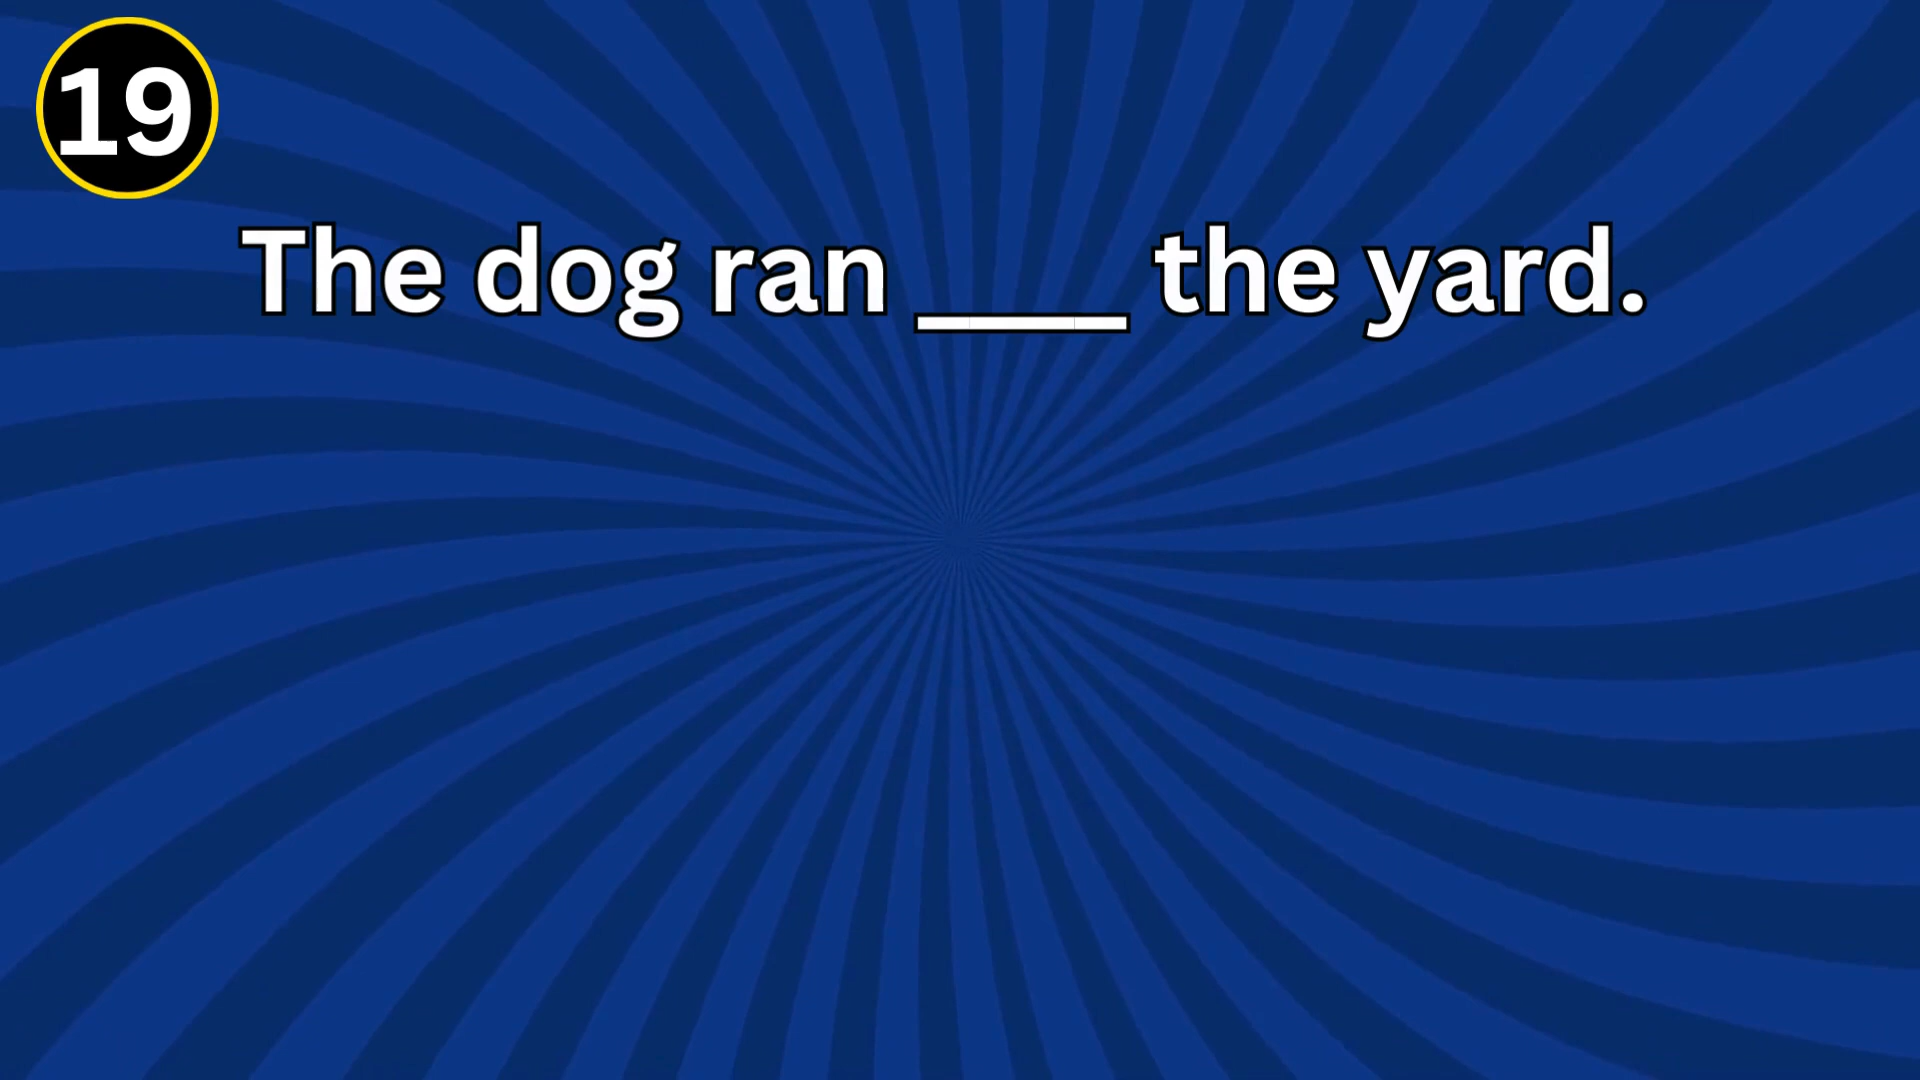 19
The dog ran ____ the yard.